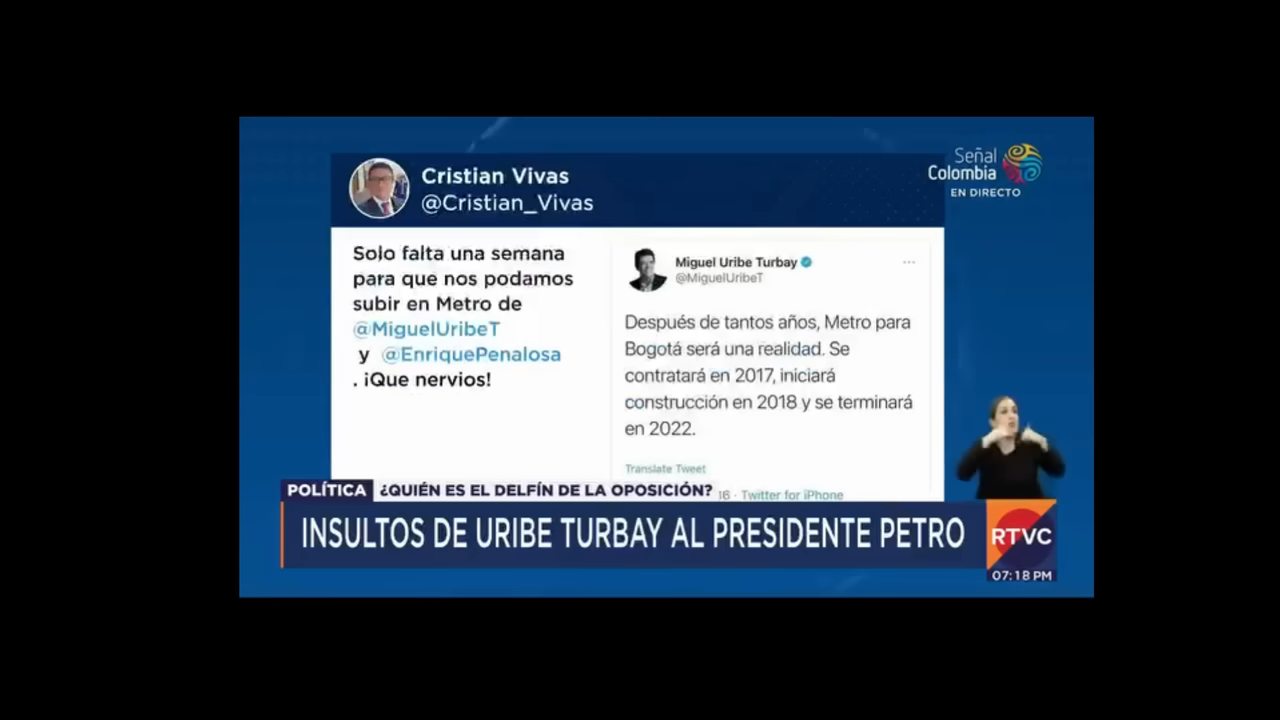 Cristian Vivas
@Cristian_Vivas
Señal
Colombia
EN DIRECTO
Solo falta una semana
para que nos podamos
subir en Metro de
@MiguelUribeT
y @EnriquePenalosa
. ¡Que nervios!
Miguel Uribe Turbay
@MiguelUribeT
Después de tantos años, Metro para
Bogotá será una realidad. Se
contratará en 2017, iniciará
construcción en 2018 y se terminará
en 2022.
Translate Tweet
16 · Twitter for iPhone
POLÍTICA ¿QUIÉN ES EL DELFÍN DE LA OPOSICIÓN?
INSULTOS DE URIBE TURBAY AL PRESIDENTE PETRO
RTVC
07:18 PM